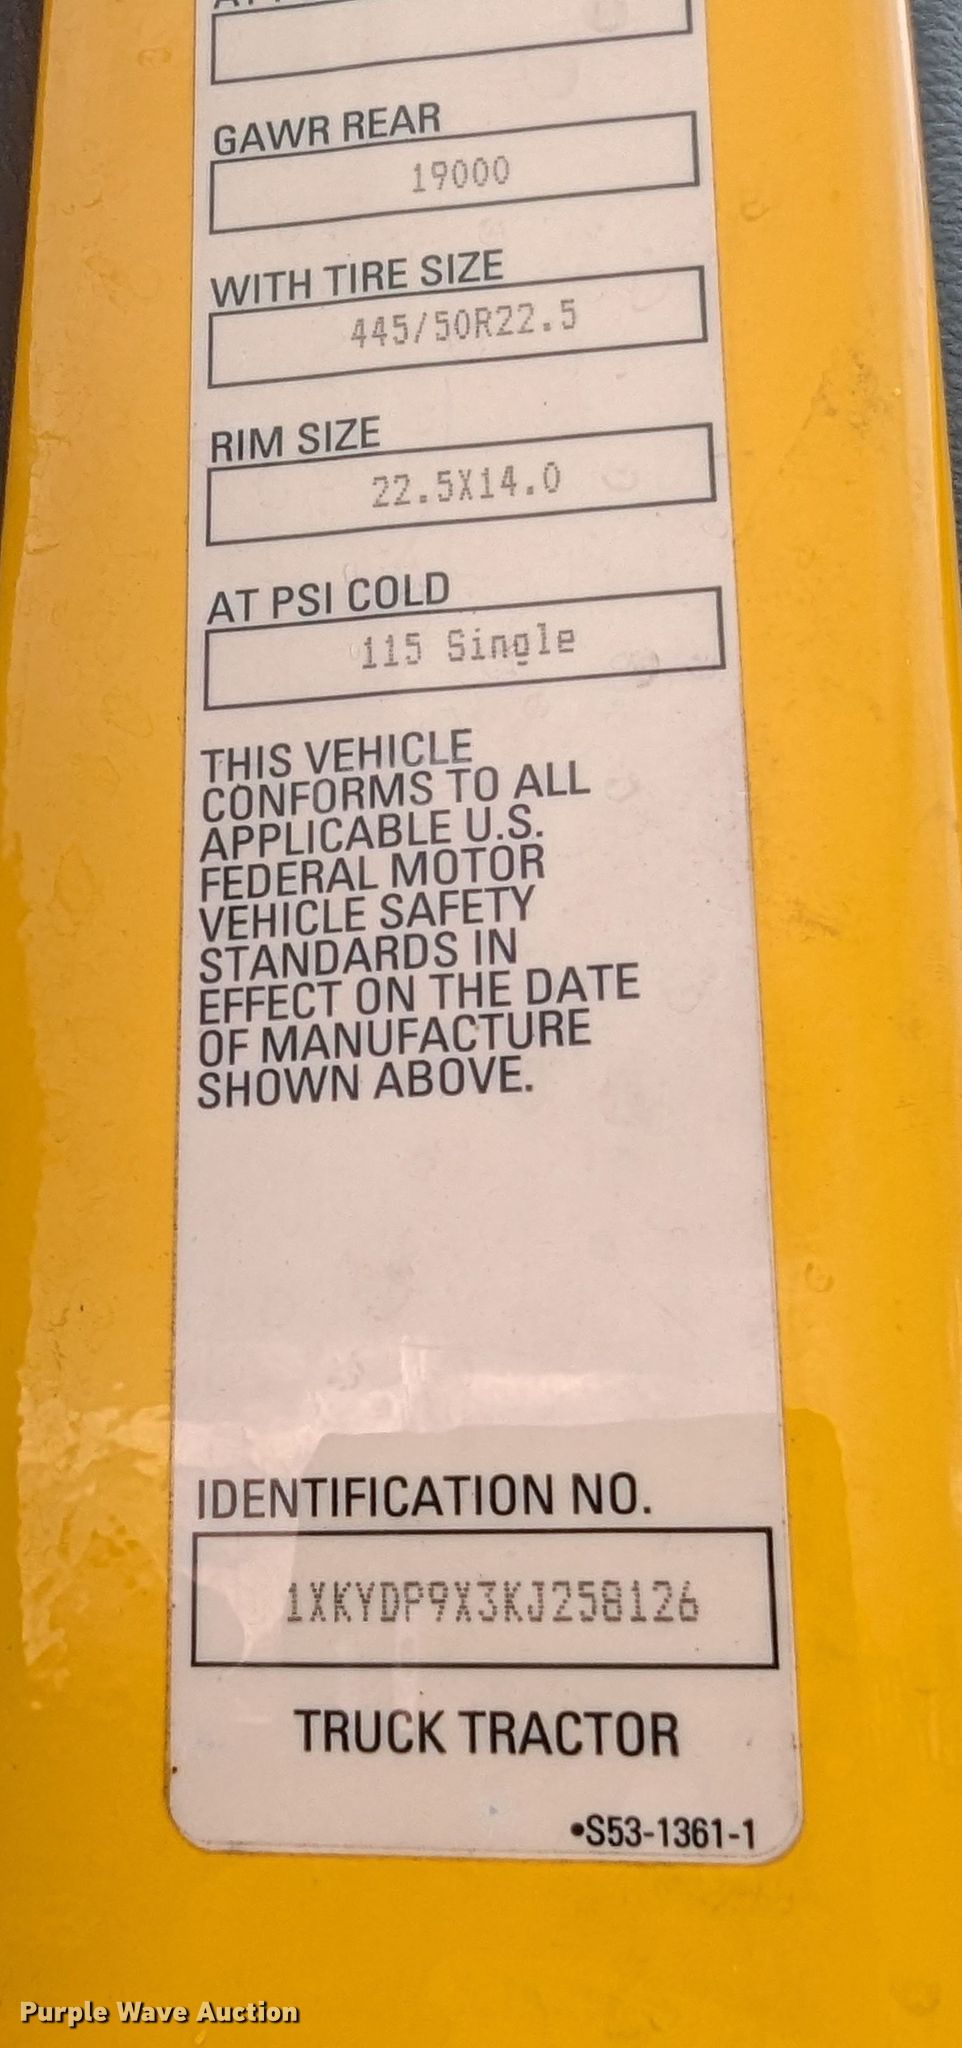 GAWR REAR
19000
WITH TIRE SIZE
445/50R22.5
RIM SIZE
22.5X14.0
AT PSI COLD
115 Single
THIS VEHICLE
CONFORMS TO ALL
APPLICABLE U.S.
FEDERAL MOTOR
VEHICLE SAFETY
STANDARDS IN
EFFECT ON THE DATE
OF MANUFACTURE
SHOWN ABOVE.
IDENTIFICATION NO.
1XKYDP9X3KJ258126
TRUCK TRACTOR
•S53-1361-1
Purple Wave Auction